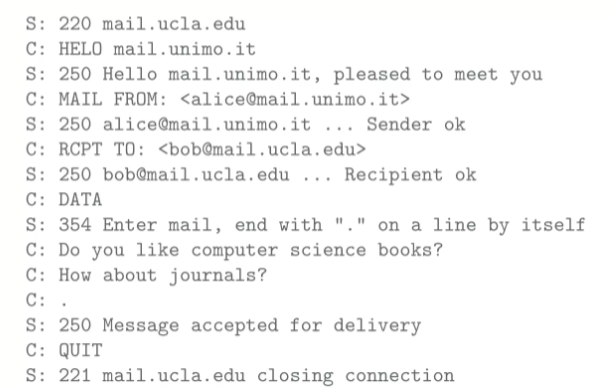 S: 220 mail.ucla.edu
C: HELO mail.unimo.it
S: 250 Hello mail.unimo.it, pleased to meet you
C: MAIL FROM: <alice@mail.unimo.it>
S: 250 alice@mail.unimo.it ... Sender ok
C: RCPT TO: <bob@mail.ucla.edu>
S: 250 bob@mail.ucla.edu ... Recipient ok
C: DATA
S: 354 Enter mail, end with "." on a line by itself
C: Do you like computer science books?
C: How about journals?
C: .
S: 250 Message accepted for delivery
C: QUIT
S: 221 mail.ucla.edu closing connection